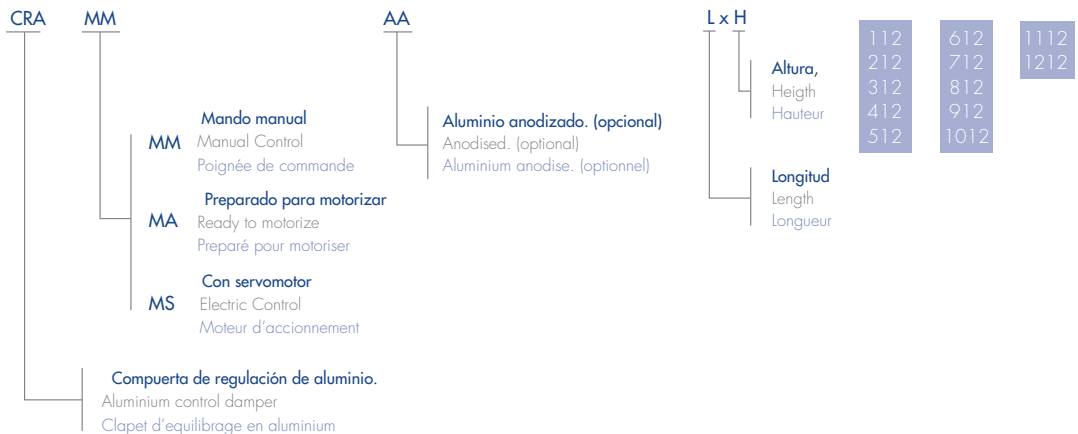 CRA MM AA L x H
112 612 1112
212 712 1212
312 812
412 912
512 1012
Altura,
Heigth
Hauteur
Longitud
Length
Longueur
Aluminio anodizado. (opcional)
Anodised. (optional)
Aluminium anodise. (optionnel)
Mando manual
MM Manual Control
Poignée de commande
Preparado para motorizar
MA Ready to motorize
Preparé pour motoriser
Con servomotor
MS Electric Control
Moteur d'accionnement
Compuerta de regulación de aluminio.
Aluminium control damper
Clapet d'equilibrage en aluminium